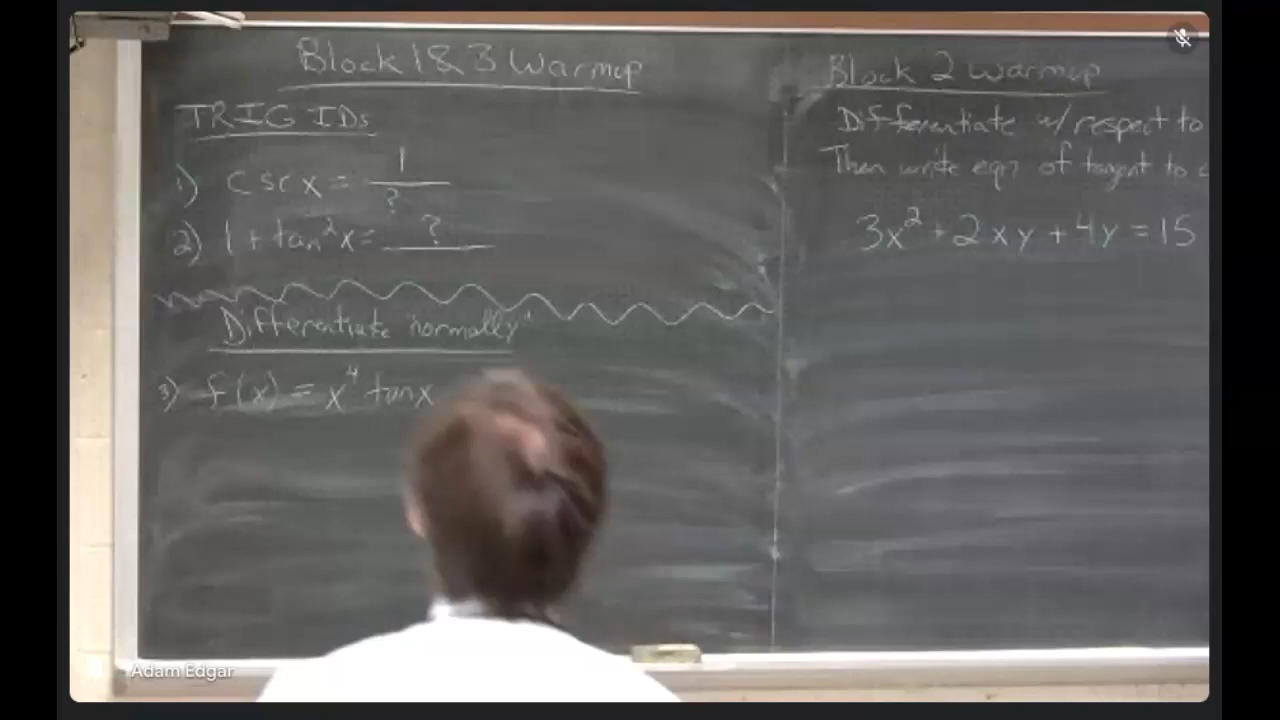 Block 1&3 Warmup
TRIG IDs
1) csc x = 1/?
2) 1 + tan²x = ?
Differentiate "normally"
3) f(x) = x⁴ tanx
Block 2 warmup
Differentiate w/ respect to
Then write eqn of tangent to
3x² + 2xy + 4y = 15
Adam Edgar